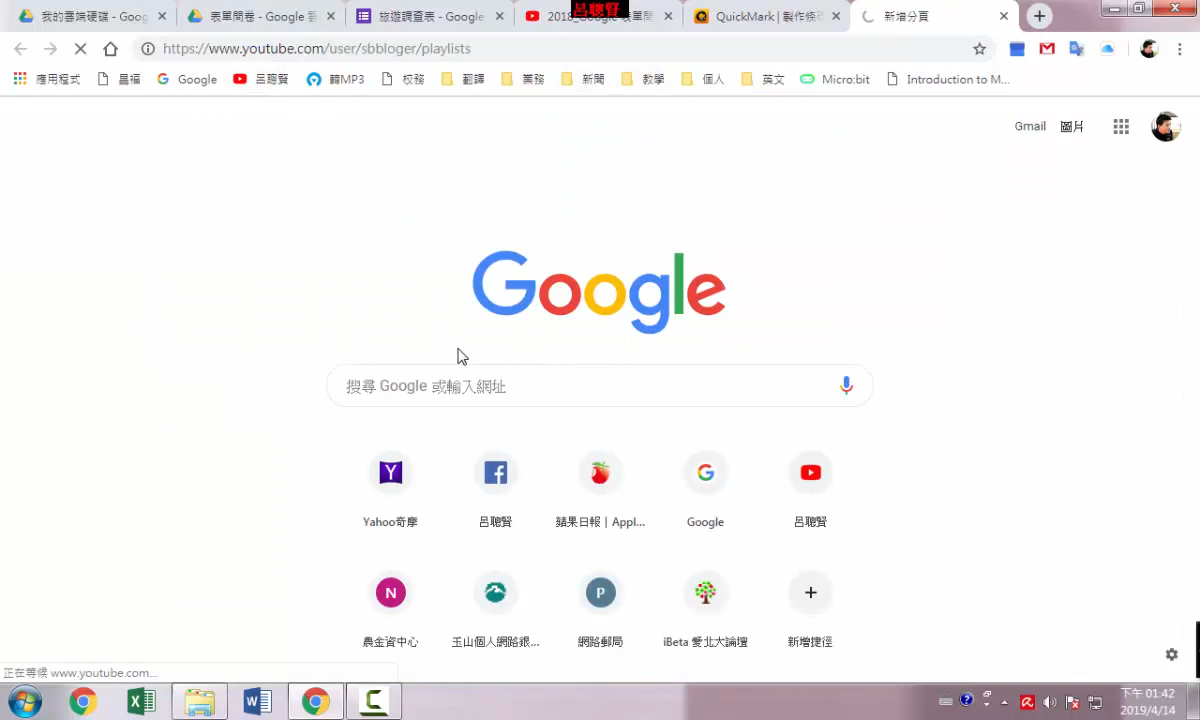 呂聰賢
我的雲端硬碟 - Goog
表單問卷 - Google 雲
旅遊調查表 - Google
2018_Google 表單問
QuickMark | 製作條碼
新增分頁
https://www.youtube.com/user/sbbloger/playlists
應用程式
昌福
Google
呂聰賢
轉MP3
校務
翻譯
業務
新聞
教學
個人
英文
Micro:bit
Introduction to M...
Gmail
圖片
Google
搜尋 Google 或輸入網址
Yahoo奇摩
呂聰賢
蘋果日報 | Appl...
Google
呂聰賢
N
P
農金資中心
玉山個人網路銀...
網路郵局
iBeta 愛北大論壇
新增捷徑
正在等候 www.youtube.com...
下午 01:42
2019/4/14